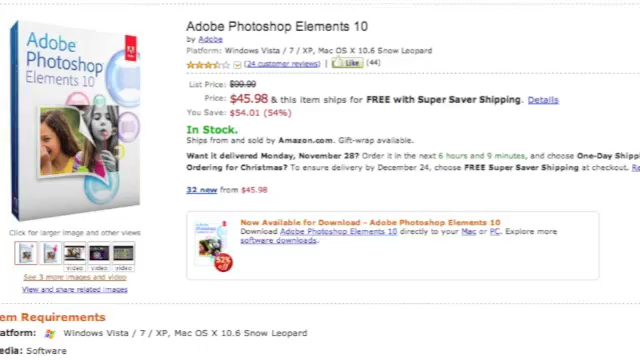 Adobe Photoshop Elements 10
by Adobe
Platform: Windows Vista / 7 / XP, Mac OS X 10.6 Snow Leopard
(24 customer reviews) | Like (44)
List Price: $99.99
Price: $45.98 & this item ships for FREE with Super Saver Shipping. Details
You Save: $54.01 (54%)
In Stock.
Ships from and sold by Amazon.com. Gift-wrap available.
Want it delivered Monday, November 28? Order it in the next 6 hours and 9 minutes, and choose One-Day Shipp
Ordering for Christmas? To ensure delivery by December 24, choose FREE Super Saver Shipping at checkout. Re
32 new from $45.98
Now Available for Download - Adobe Photoshop Elements 10
Download Adobe Photoshop Elements 10 directly to your Mac or PC. Explore more
software downloads.
52%
off
Adobe
Photoshop
Elements 10
Adobe
Click for larger image and other views
video video video
See 3 more images and video
View and share related images
em Requirements
atform: Windows Vista / 7 / XP, Mac OS X 10.6 Snow Leopard
edia: Software